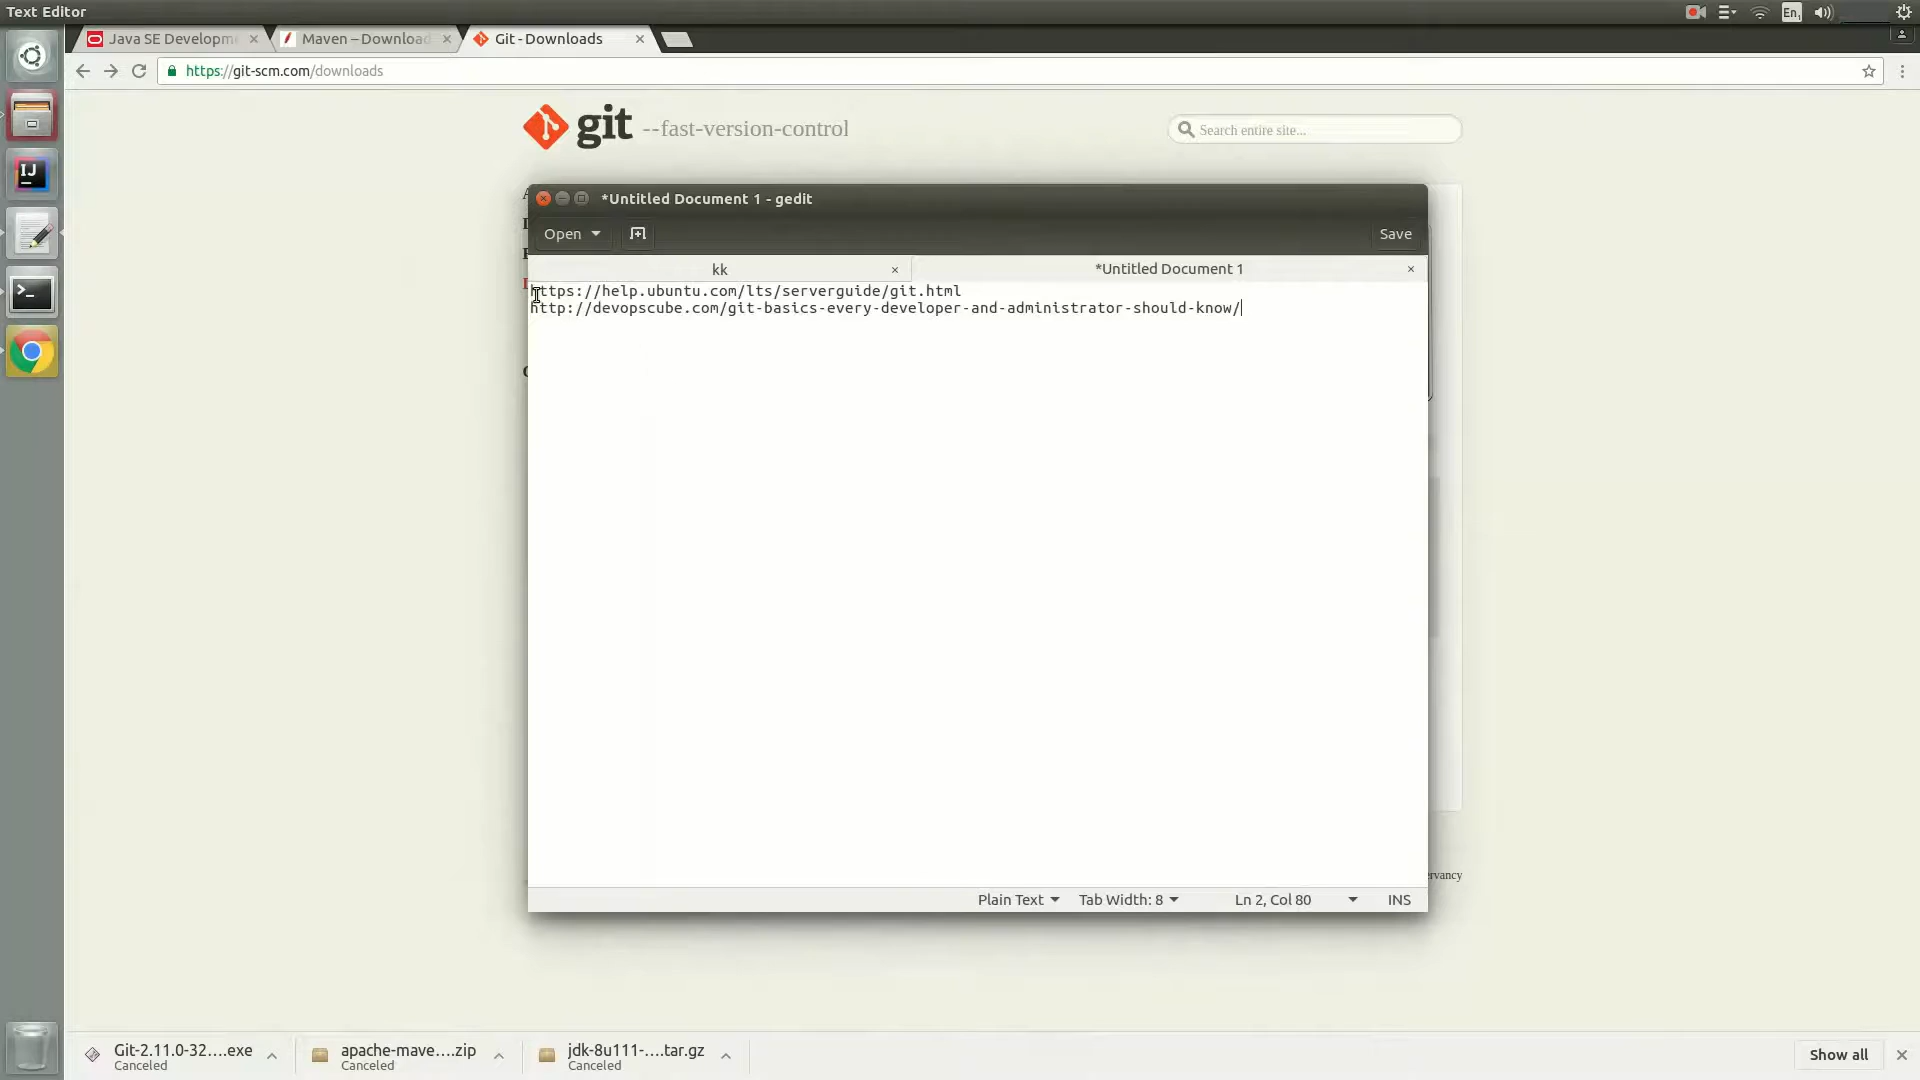 Text Editor
En1
Java SE Developm
Maven – Download
Git - Downloads
https://git-scm.com/downloads
git --fast-version-control
Search entire site...
*Untitled Document 1 - gedit
Open
Save
kk
*Untitled Document 1
https://help.ubuntu.com/lts/serverguide/git.html
http://devopscube.com/git-basics-every-developer-and-administrator-should-know/
ervancy
Plain Text
Tab Width: 8
Ln 2, Col 80
INS
Git-2.11.0-32....exe
Canceled
apache-mave....zip
Canceled
jdk-8u111-....tar.gz
Canceled
Show all
IJ